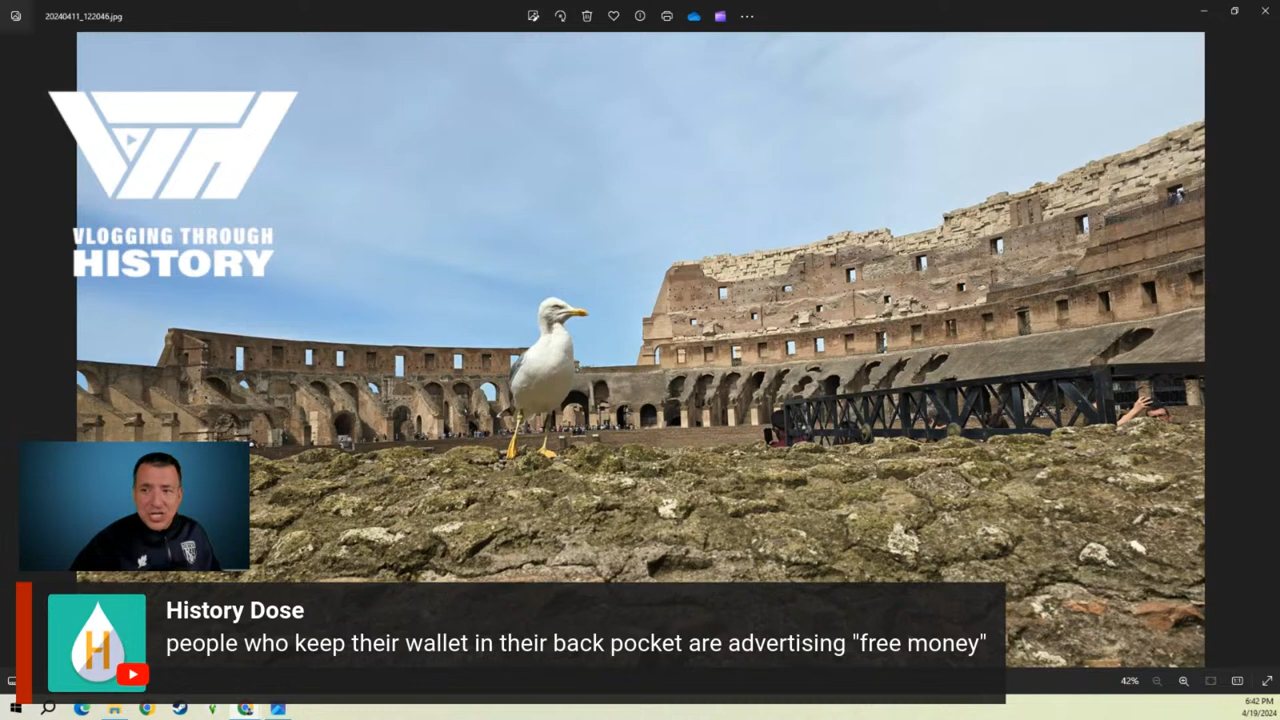 20240411_122046.jpg
VTH
VLOGGING THROUGH
HISTORY
History Dose
people who keep their wallet in their back pocket are advertising "free money"
H
42%
6:42 PM
4/19/2024